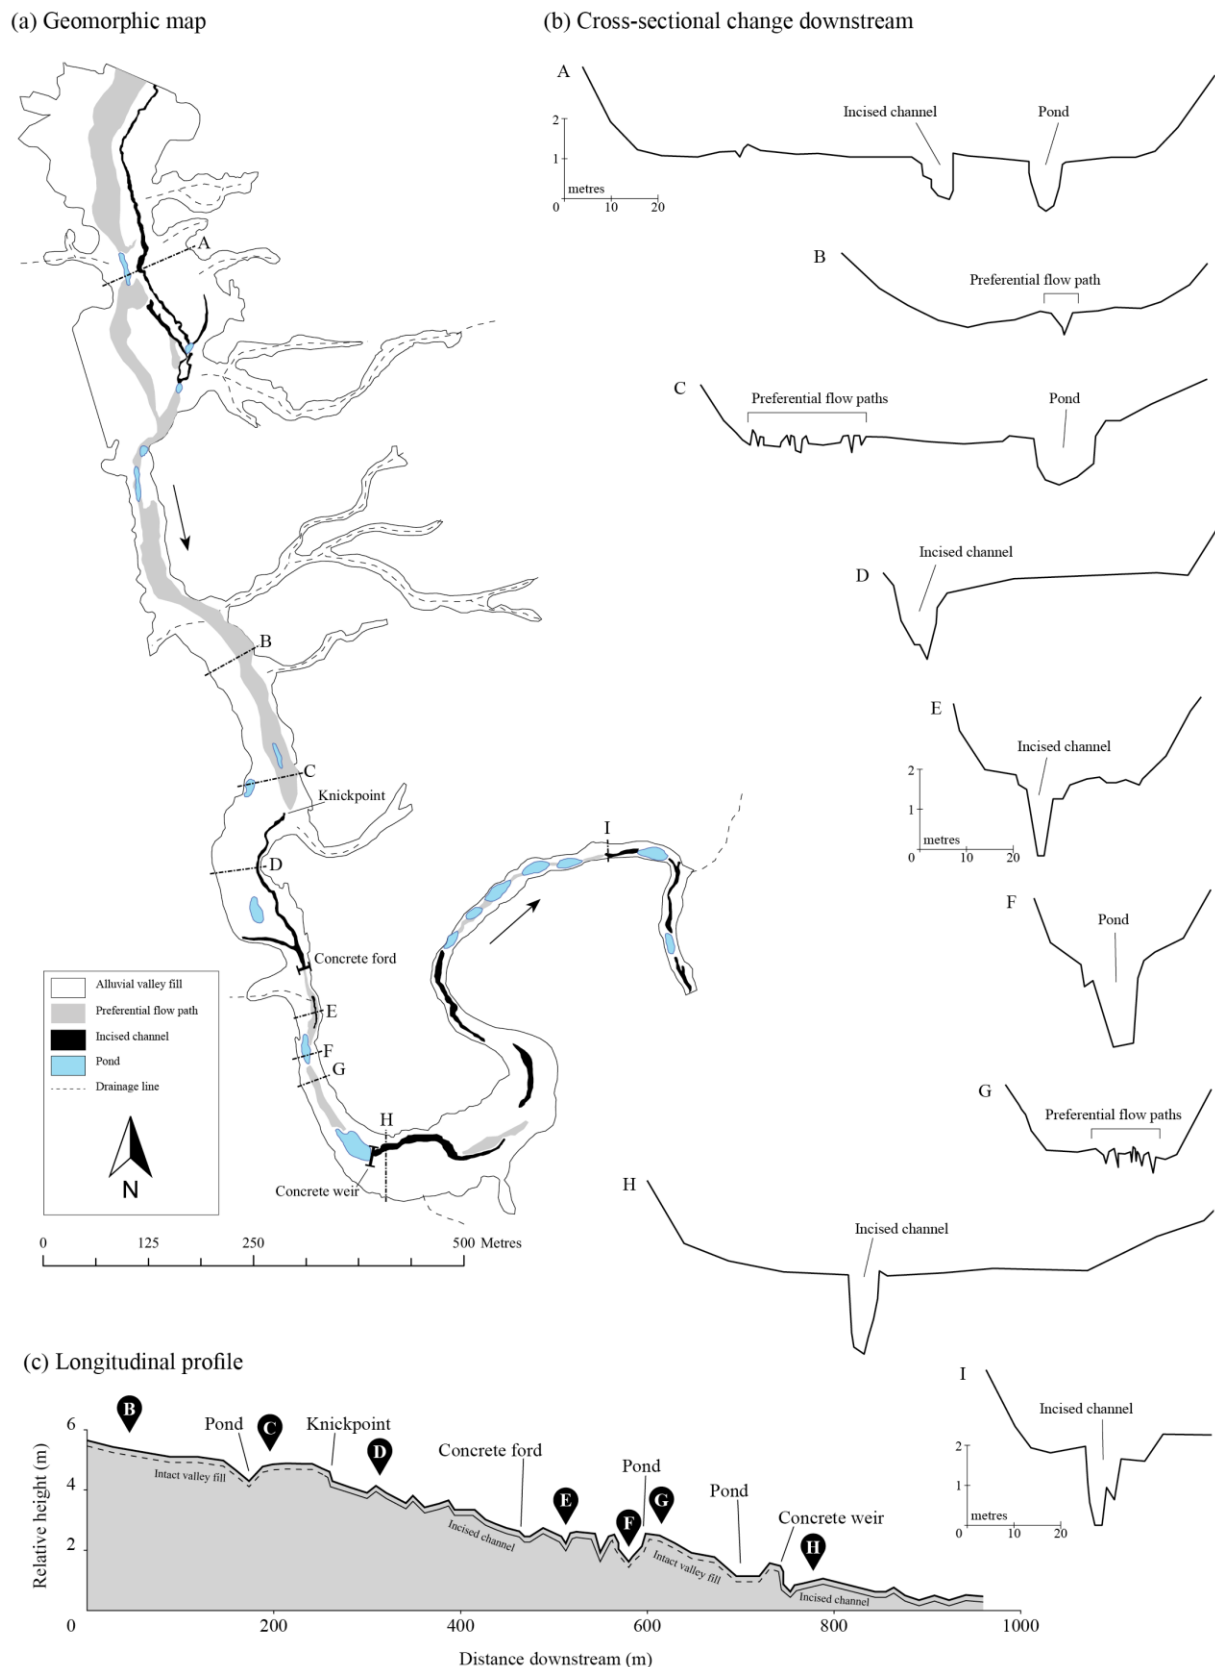 (a) Geomorphic map
A
B
C
Knickpoint
D
Concrete ford
E
F
G
H
Concrete weir
I
Alluvial valley fill
Preferential flow path
Incised channel
Pond
Drainage line
N
0 125 250 500 Metres
(b) Cross-sectional change downstream
A
Incised channel
Pond
2
1
metres
0 10 20
B
Preferential flow path
C
Preferential flow paths
Pond
D
Incised channel
E
Incised channel
2
1
metres
0 10 20
F
Pond
G
Preferential flow paths
H
Incised channel
I
Incised channel
2
1
metres
0 10 20
(c) Longitudinal profile
Relative height (m)
6
4
2
0 200 400 600 800 1000
Distance downstream (m)
B
Pond
C
Knickpoint
D
Concrete ford
E
F
Pond
G
Pond
Concrete weir
H
Intact valley fill
Incised channel
Intact valley fill
Incised channel